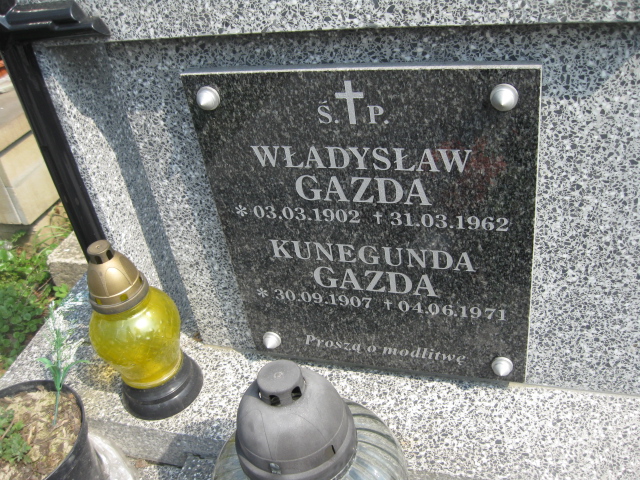 Ś. P.
WŁADYSŁAW
GAZDA
* 03.03.1902 † 31.03.1962
KUNEGUNDA
GAZDA
* 30.09.1907 † 04.06.1971
Proszą o modlitwę